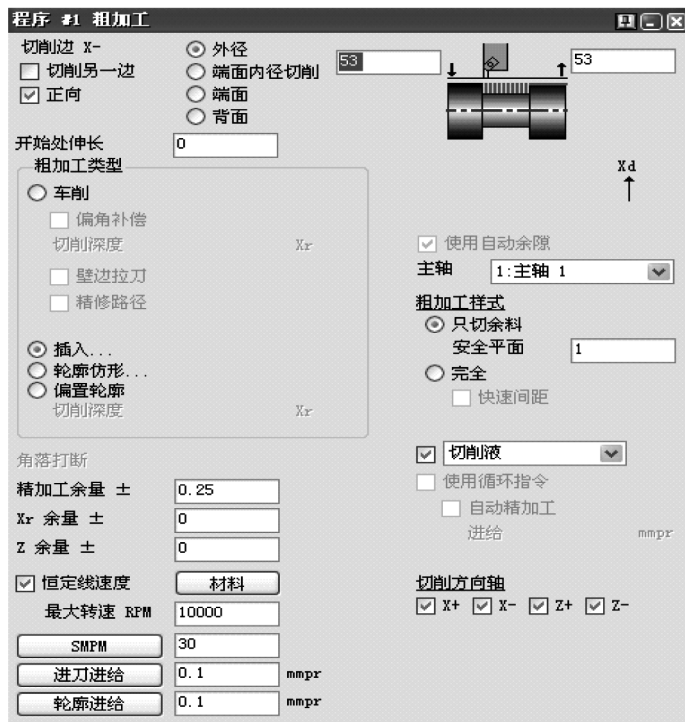 程序 #1 粗加工
切削边 X-
切削另一边
正向
外径
端面内径切削
端面
背面
53
53
开始处伸长 0
Xd
粗加工类型
车削
偏角补偿
切削深度 Xr
壁边拉刀
精修路径
插入...
轮廓仿形...
偏置轮廓
切削深度 Xr
使用自动余隙
主轴 1:主轴 1
粗加工样式
只切余料
安全平面 1
完全
快速间距
角落打断
精加工余量 ± 0.25
Xr 余量 ± 0
Z 余量 ± 0
切削液
使用循环指令
自动精加工
进给 mmpr
恒定线速度 材料
最大转速 RPM 10000
SMPM 30
进刀进给 0.1 mmpr
轮廓进给 0.1 mmpr
切削方向轴
X+ X- Z+ Z-